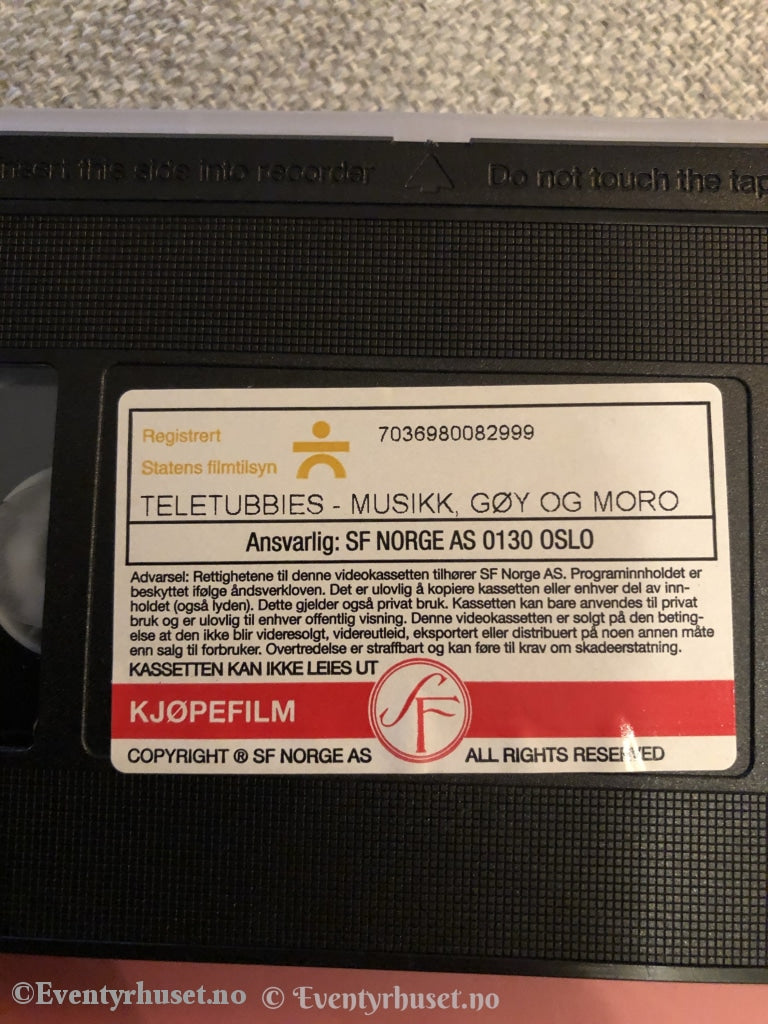 insert this side into recorder
Do not touch the tap
Registrert
Statens filmtilsyn
7036980082999
TELETUBBIES - MUSIKK, GØY OG MORO
Ansvarlig: SF NORGE AS 0130 OSLO
Advarsel: Rettighetene til denne videokassetten tilhører SF Norge AS. Programinnholdet er
beskyttet ifølge åndsverkloven. Det er ulovlig å kopiere kassetten eller enhver del av inn-
holdet (også lyden). Dette gjelder også privat bruk. Kassetten kan bare anvendes til privat
bruk og er ulovlig til enhver offentlig visning. Denne videokassetten er solgt på den beting-
else at den ikke blir videresolgt, videreutleid, eksportert eller distribuert på noen annen måte
enn salg til forbruker. Overtredelse er straffbart og kan føre til krav om skadeerstatning.
KASSETTEN KAN IKKE LEIES UT
KJØPEFILM
SF
COPYRIGHT ® SF NORGE AS
ALL RIGHTS RESERVED
©Eventyrhuset.no © Eventyrhuset.no